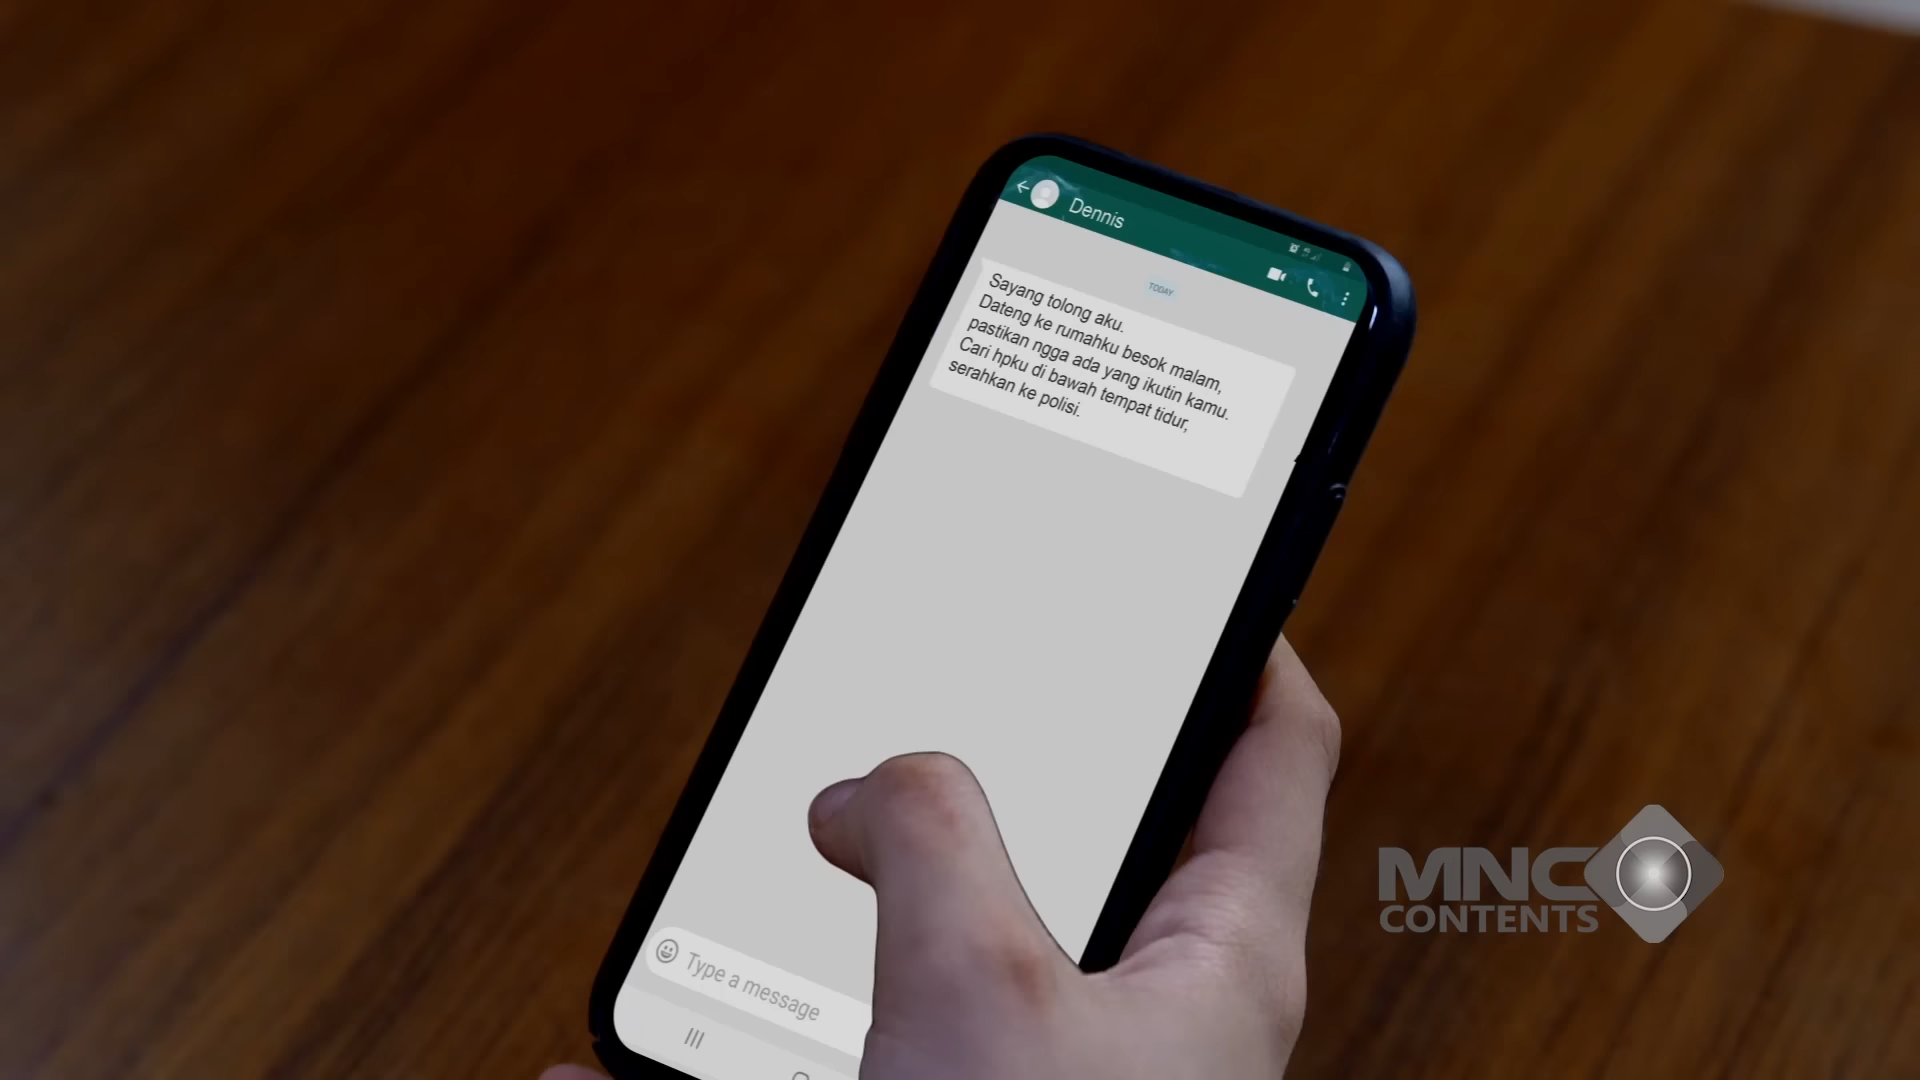 Dennis
TODAY
Sayang tolong aku.
Dateng ke rumahku besok malam,
pastikan ngga ada yang ikutin kamu.
Cari hpku di bawah tempat tidur,
serahkan ke polisi.
Type a message
MNC
CONTENTS